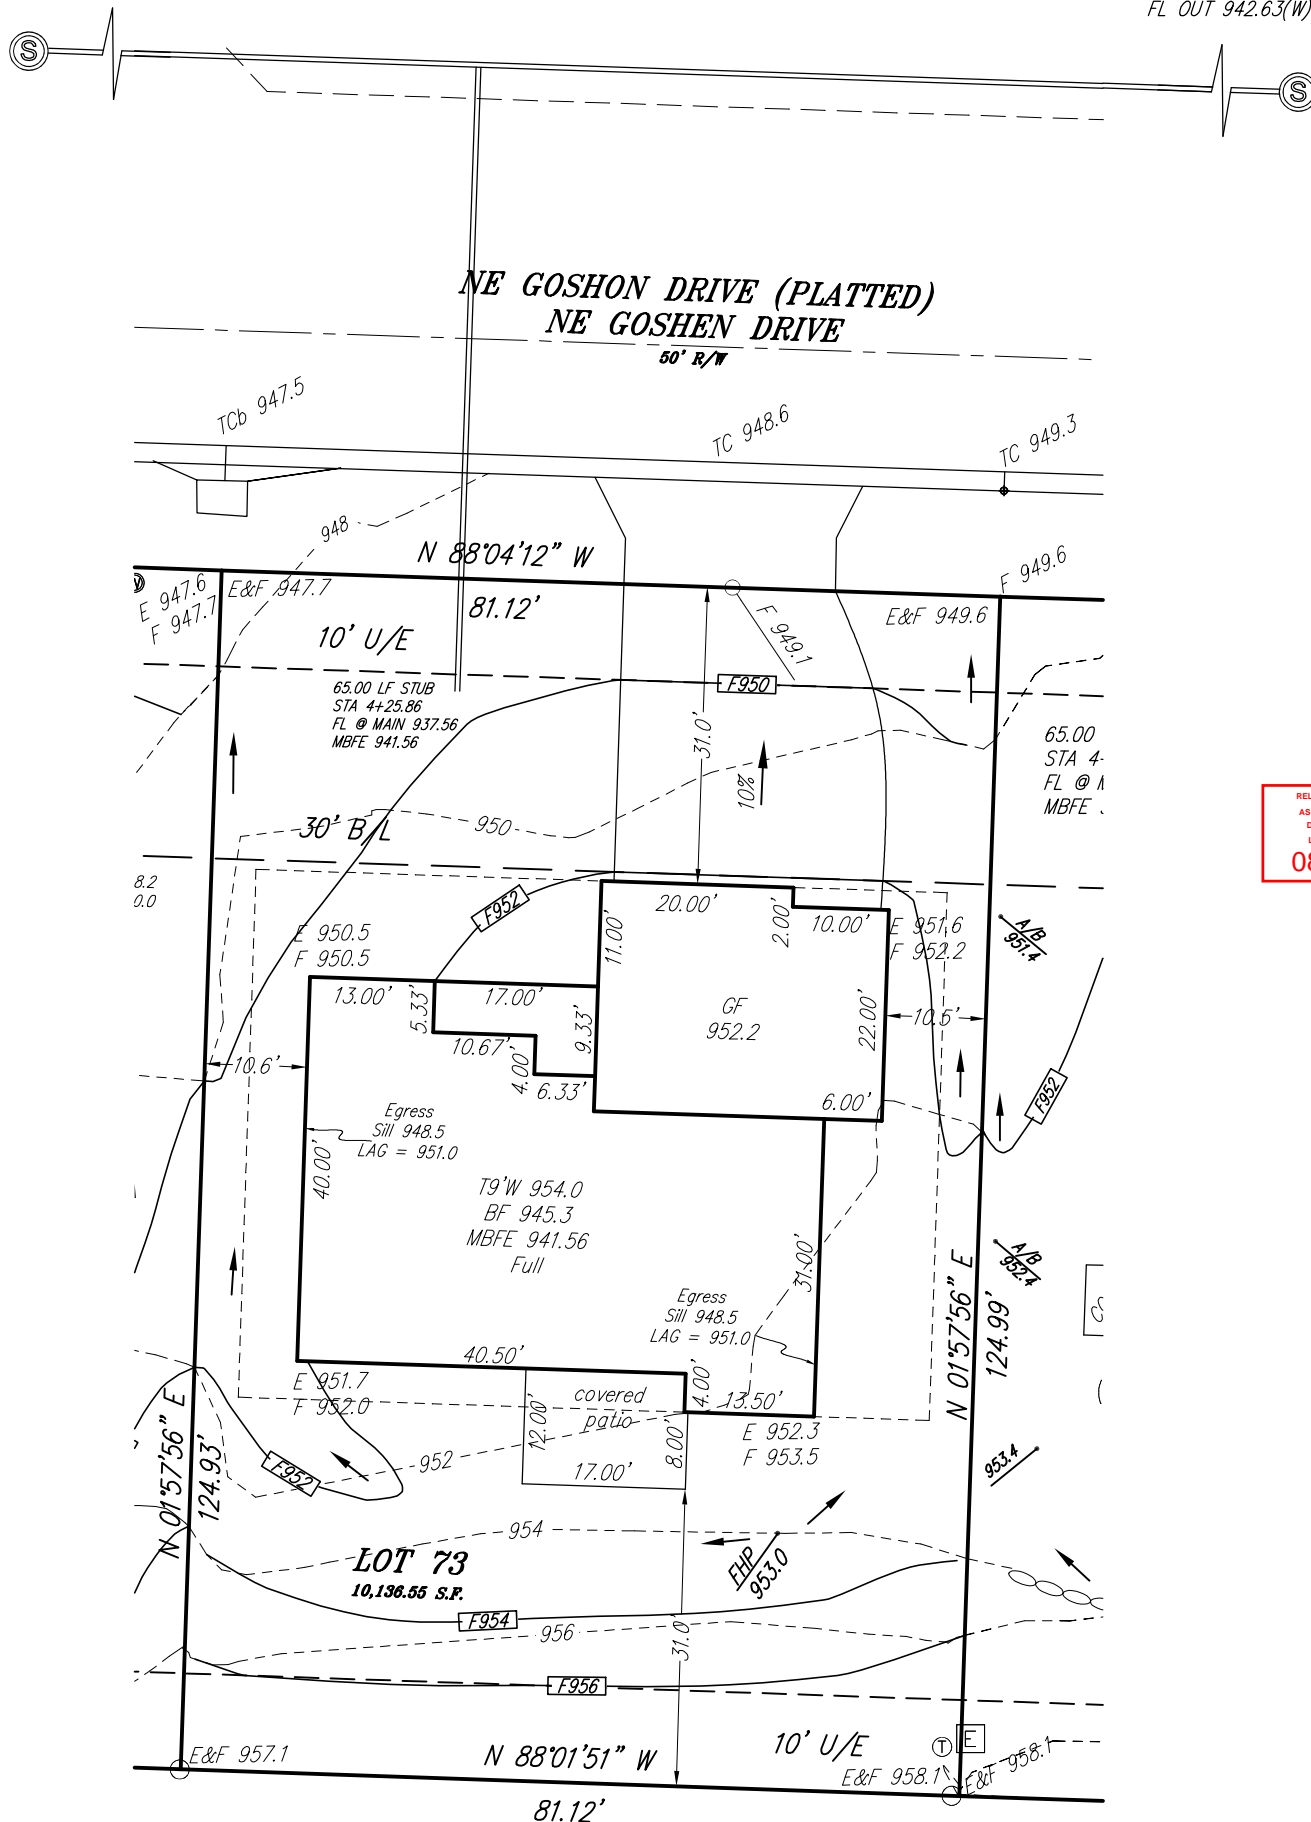 FL OUT 942.63(W)
S
S
NE GOSHON DRIVE (PLATTED)
NE GOSHEN DRIVE
50' R/W
TCb 947.5
TC 948.6
TC 949.3
948
N 88°04'12" W
81.12'
E 947.6
F 947.7
E&F 947.7
F 949.1
E&F 949.6
F 949.6
10' U/E
65.00 LF STUB
STA 4+25.86
FL @ MAIN 937.56
MBFE 941.56
F950
31.0'
10%
65.00
STA 4-
FL @
MBFE
30' B/L
950
08
8.2
0.0
F952
20.00'
2.00'
10.00'
11.00'
E 950.5
F 950.5
E 951.6
F 952.2
A/B
951.4
13.00'
5.33'
17.00'
9.33'
GF
952.2
22.00'
10.5'
10.67'
4.00'
6.33'
10.6'
6.00'
F952
Egress
Sill 948.5
LAG = 951.0
40.00'
T9'W 954.0
BF 945.3
MBFE 941.56
Full
31.00'
A/B
952.4
Egress
Sill 948.5
LAG = 951.0
N 01°57'56" E
124.99'
40.50'
E 951.7
F 952.0
covered
patio
12.00'
4.00'
13.50'
8.00'
17.00'
E 952.3
F 953.5
953.4
N 01°57'56" E
124.93'
F952
952
954
LOT 73
10,136.55 S.F.
EHP
953.0
F954
956
31.0'
F956
10' U/E
T
E
E&F 957.1
N 88°01'51" W
E&F 958.1
E&F 958.1
81.12'